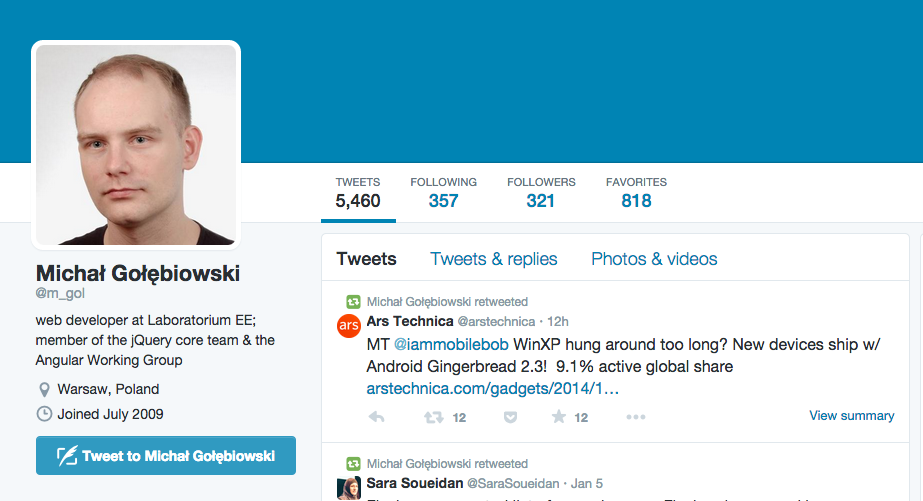 TWEETS
5,460
FOLLOWING
357
FOLLOWERS
321
FAVORITES
818
Michał Gołębiowski
@m_gol
web developer at Laboratorium EE;
member of the jQuery core team & the
Angular Working Group
Warsaw, Poland
Joined July 2009
Tweet to Michał Gołębiowski
Tweets
Tweets & replies
Photos & videos
Michał Gołębiowski retweeted
ars
Ars Technica @arstechnica · 12h
MT @iammobilebob WinXP hung around too long? New devices ship w/
Android Gingerbread 2.3!  9.1% active global share
arstechnica.com/gadgets/2014/1…
12
12
View summary
Michał Gołębiowski retweeted
Sara Soueidan @SaraSoueidan · Jan 5